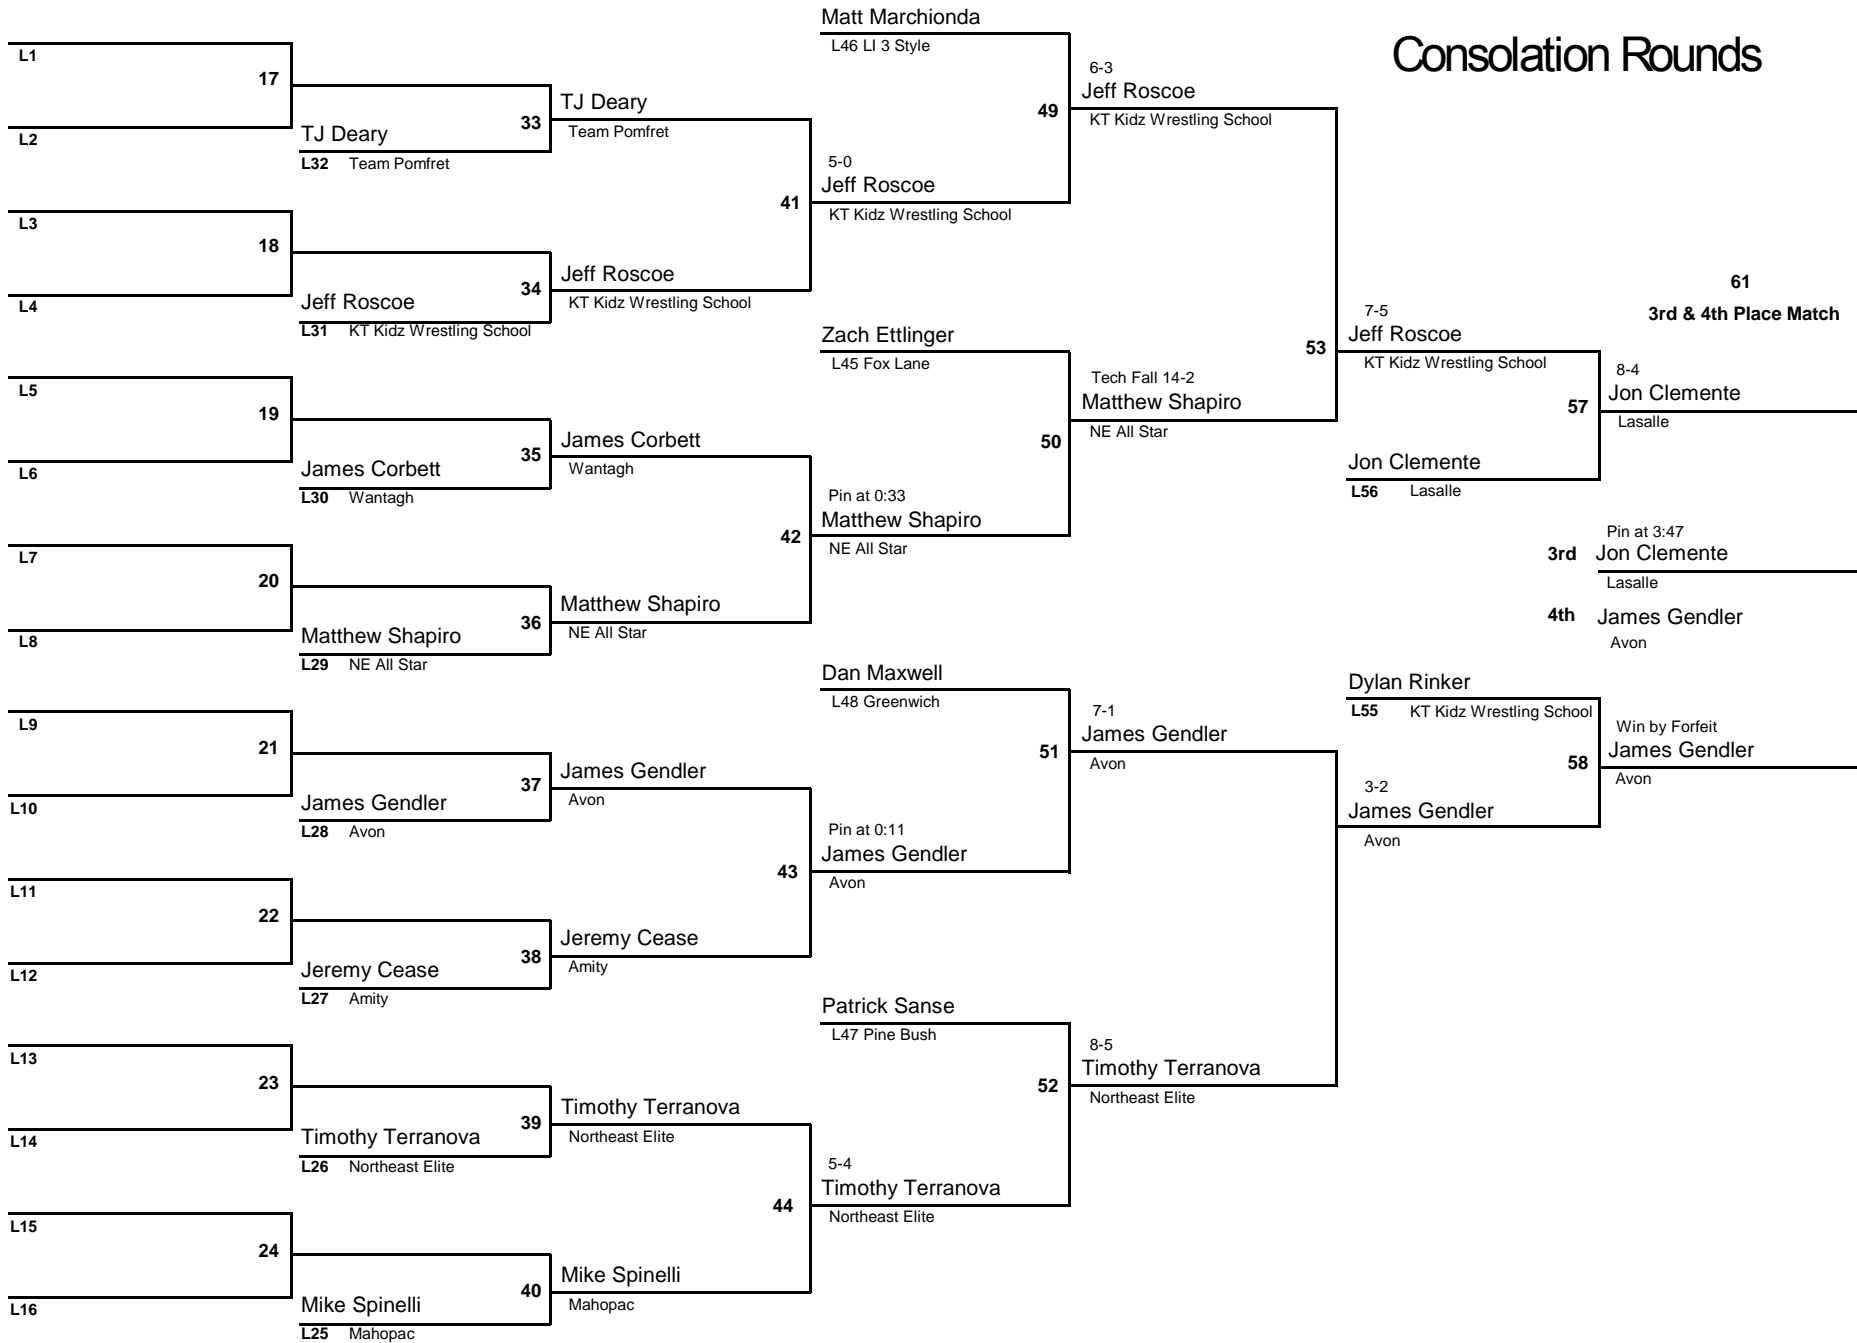 Consolation Rounds
L1
17
L2
TJ Deary
L32 Team Pomfret
33
L3
18
L4
Jeff Roscoe
L31 KT Kidz Wrestling School
34
L5
19
L6
James Corbett
L30 Wantagh
35
L7
20
L8
Matthew Shapiro
L29 NE All Star
36
L9
21
L10
James Gendler
L28 Avon
37
L11
22
L12
Jeremy Cease
L27 Amity
38
L13
23
L14
Timothy Terranova
L26 Northeast Elite
39
L15
24
L16
Mike Spinelli
L25 Mahopac
40
TJ Deary
Team Pomfret
41
Jeff Roscoe
KT Kidz Wrestling School
James Corbett
Wantagh
42
Matthew Shapiro
NE All Star
James Gendler
Avon
43
Jeremy Cease
Amity
Timothy Terranova
Northeast Elite
44
Mike Spinelli
Mahopac
Matt Marchionda
L46 LI 3 Style
49
5-0
Jeff Roscoe
KT Kidz Wrestling School
Zach Ettlinger
L45 Fox Lane
50
Pin at 0:33
Matthew Shapiro
NE All Star
Dan Maxwell
L48 Greenwich
51
Pin at 0:11
James Gendler
Avon
Patrick Sanse
L47 Pine Bush
52
5-4
Timothy Terranova
Northeast Elite
6-3
Jeff Roscoe
KT Kidz Wrestling School
53
Tech Fall 14-2
Matthew Shapiro
NE All Star
7-1
James Gendler
Avon
8-5
Timothy Terranova
Northeast Elite
7-5
Jeff Roscoe
KT Kidz Wrestling School
57
Jon Clemente
L56 Lasalle
Dylan Rinker
L55 KT Kidz Wrestling School
58
3-2
James Gendler
Avon
61
3rd & 4th Place Match
8-4
Jon Clemente
Lasalle
Pin at 3:47
3rd Jon Clemente
Lasalle
4th James Gendler
Avon
Win by Forfeit
James Gendler
Avon